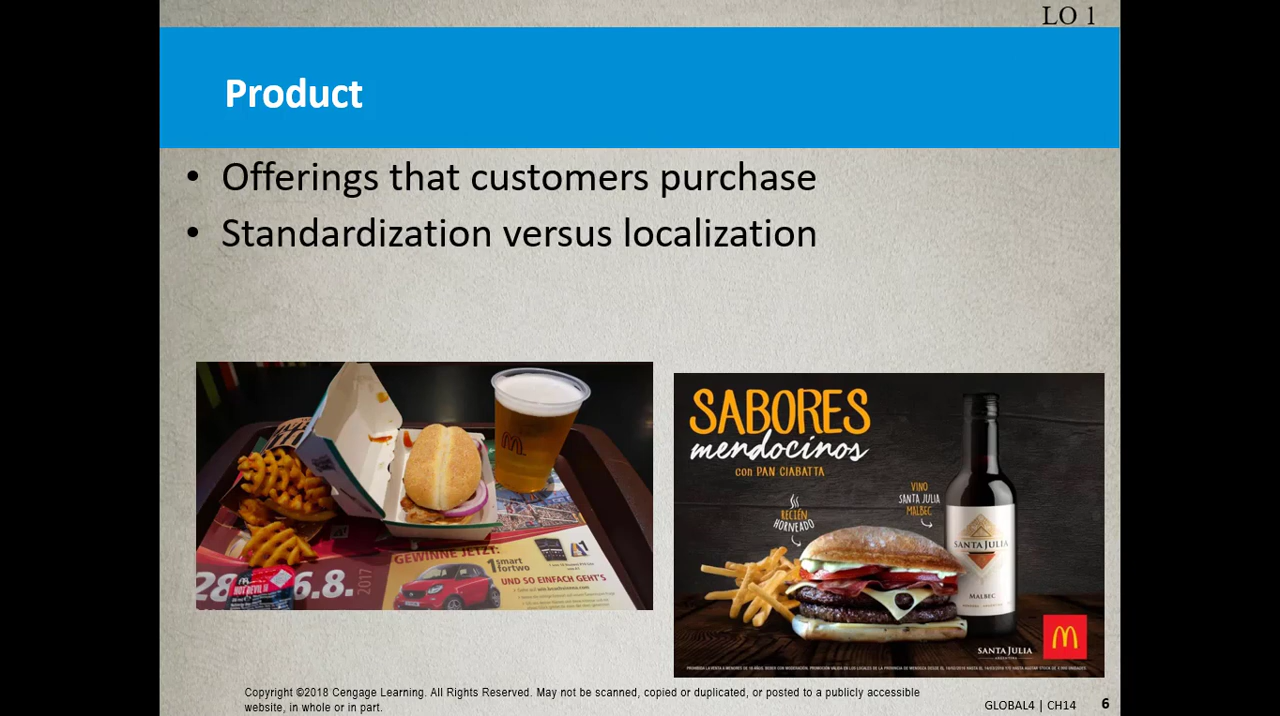 LO 1
Product
• Offerings that customers purchase
• Standardization versus localization
GEWINNE JETZT:
1 smart
fortwo
28
6.8.
2017
UND SO EINFACH GEHT'S
HOT DEVIL
SABORES
mendocinos
con PAN CIABATTA
RECIÉN
HORNEADO
VINO
SANTA JULIA
MALBEC
SANTA JULIA
MALBEC
SANTA JULIA
Copyright ©2018 Cengage Learning. All Rights Reserved. May not be scanned, copied or duplicated, or posted to a publicly accessible
website, in whole or in part.
GLOBAL4 | CH14
6